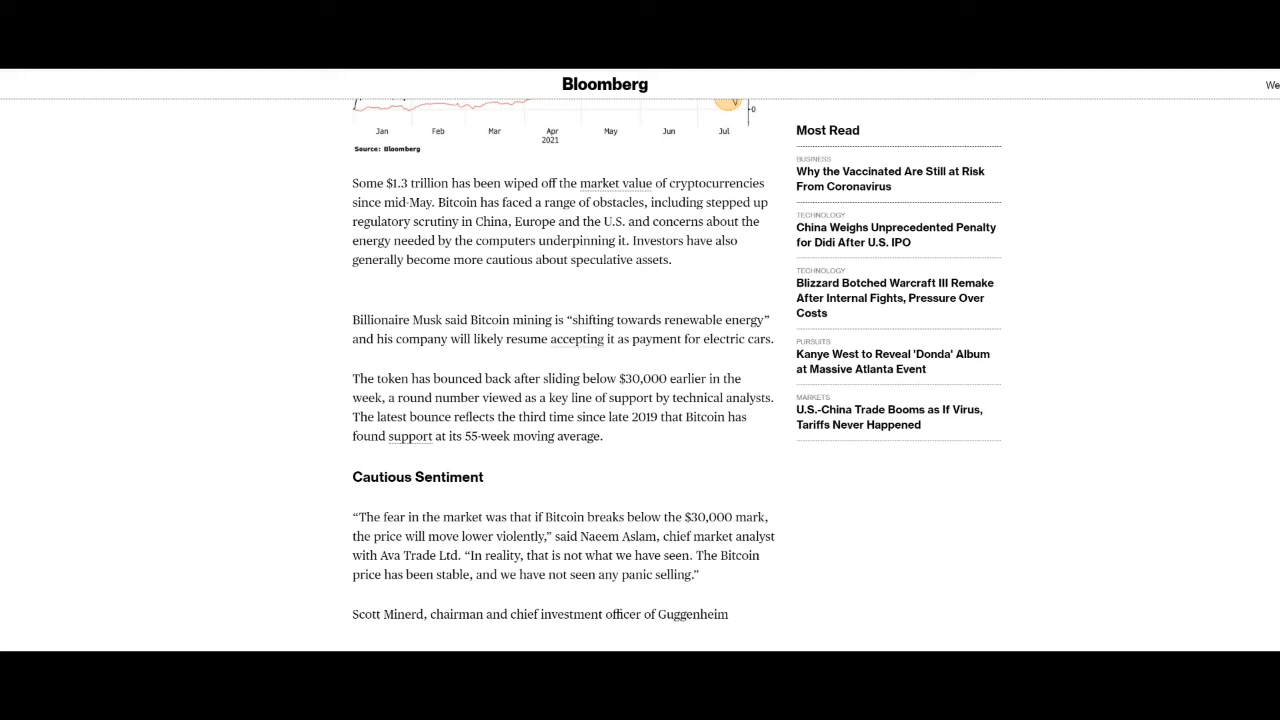 Bloomberg
We
0
Jan Feb Mar Apr May Jun Jul
2021
Source: Bloomberg
Some $1.3 trillion has been wiped off the market value of cryptocurrencies
since mid-May. Bitcoin has faced a range of obstacles, including stepped up
regulatory scrutiny in China, Europe and the U.S. and concerns about the
energy needed by the computers underpinning it. Investors have also
generally become more cautious about speculative assets.
Billionaire Musk said Bitcoin mining is “shifting towards renewable energy”
and his company will likely resume accepting it as payment for electric cars.
The token has bounced back after sliding below $30,000 earlier in the
week, a round number viewed as a key line of support by technical analysts.
The latest bounce reflects the third time since late 2019 that Bitcoin has
found support at its 55-week moving average.
Cautious Sentiment
“The fear in the market was that if Bitcoin breaks below the $30,000 mark,
the price will move lower violently,” said Naeem Aslam, chief market analyst
with Ava Trade Ltd. “In reality, that is not what we have seen. The Bitcoin
price has been stable, and we have not seen any panic selling.”
Scott Minerd, chairman and chief investment officer of Guggenheim
Most Read
BUSINESS
Why the Vaccinated Are Still at Risk
From Coronavirus
TECHNOLOGY
China Weighs Unprecedented Penalty
for Didi After U.S. IPO
TECHNOLOGY
Blizzard Botched Warcraft III Remake
After Internal Fights, Pressure Over
Costs
PURSUITS
Kanye West to Reveal 'Donda' Album
at Massive Atlanta Event
MARKETS
U.S.-China Trade Booms as If Virus,
Tariffs Never Happened